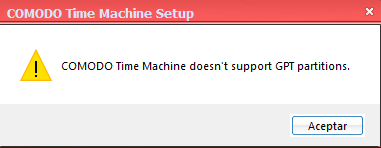 COMODO Time Machine Setup
COMODO Time Machine doesn't support GPT partitions.
Aceptar